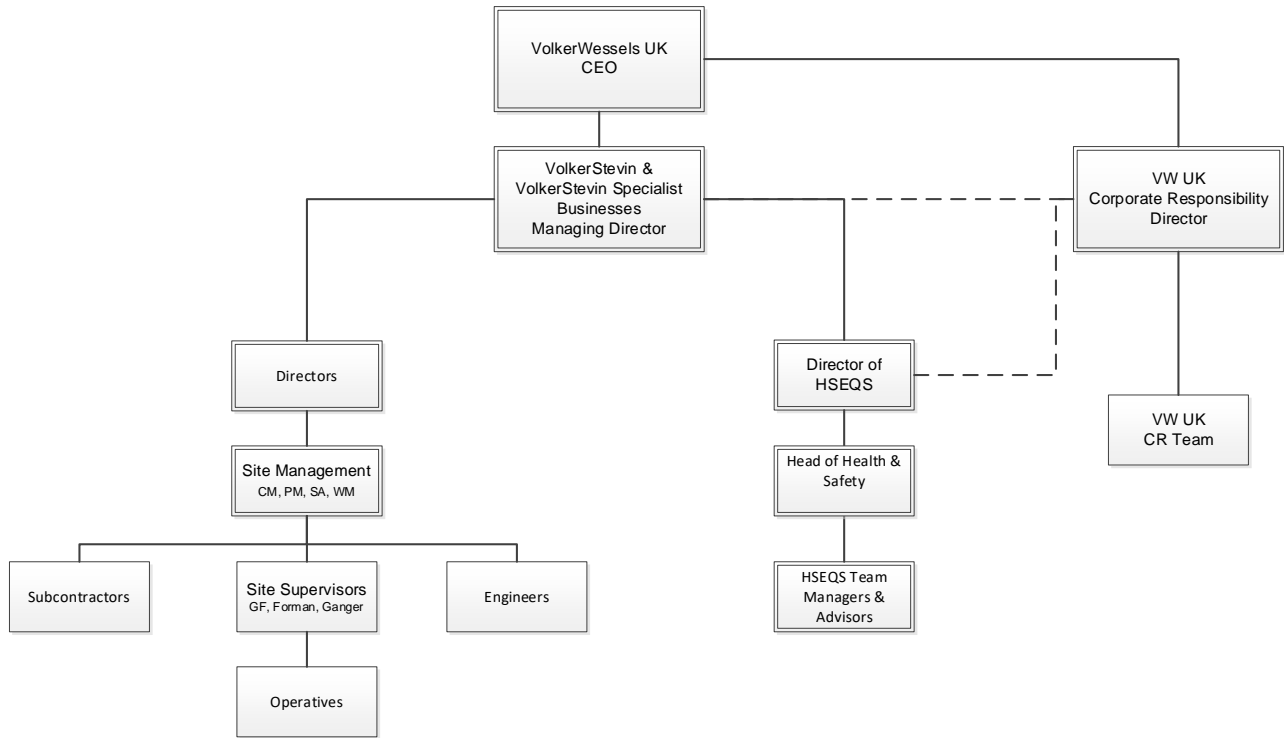 VolkerWessels UK
CEO
VolkerStevin &
VolkerStevin Specialist
Businesses
Managing Director
VW UK
Corporate Responsibility
Director
Directors
Director of
HSEQS
VW UK
CR Team
Site Management
CM, PM, SA, WM
Head of Health &
Safety
Subcontractors
Site Supervisors
GF, Forman, Ganger
Engineers
HSEQS Team
Managers &
Advisors
Operatives